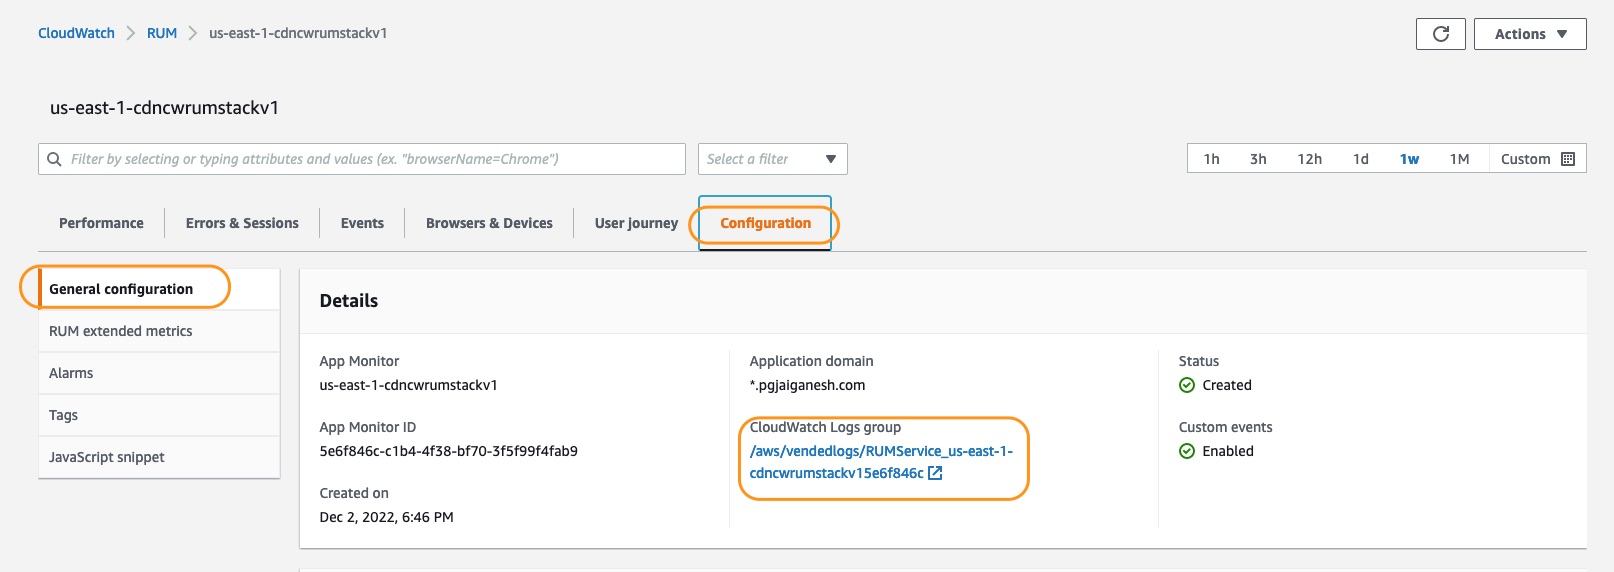 CloudWatch > RUM > us-east-1-cdncwrumstackv1
Actions
us-east-1-cdncwrumstackv1
Filter by selecting or typing attributes and values (ex. "browserName=Chrome")
Select a filter
1h 3h 12h 1d 1w 1M Custom
Performance Errors & Sessions Events Browsers & Devices User journey Configuration
General configuration
RUM extended metrics
Alarms
Tags
JavaScript snippet
Details
App Monitor
us-east-1-cdncwrumstackv1
App Monitor ID
5e6f846c-c1b4-4f38-bf70-3f5f99f4fab9
Created on
Dec 2, 2022, 6:46 PM
Application domain
*.pgjaiganesh.com
CloudWatch Logs group
/aws/vendedlogs/RUMService_us-east-1-
cdncwrumstackv15e6f846c
Status
Created
Custom events
Enabled